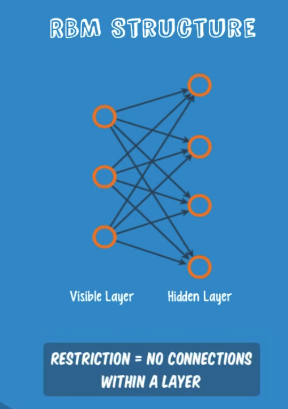 RBM STRUCTURE
Visible Layer
Hidden Layer
RESTRICTION = NO CONNECTIONS
WITHIN A LAYER